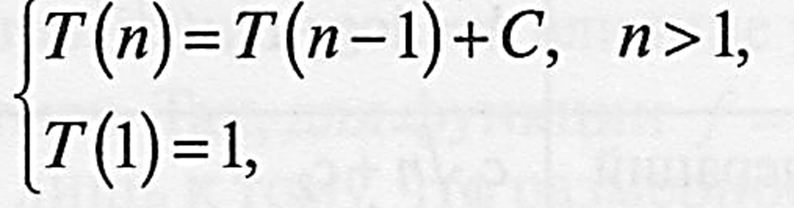 T(n)=T(n−1)+C, n>1,
T(1)=1,